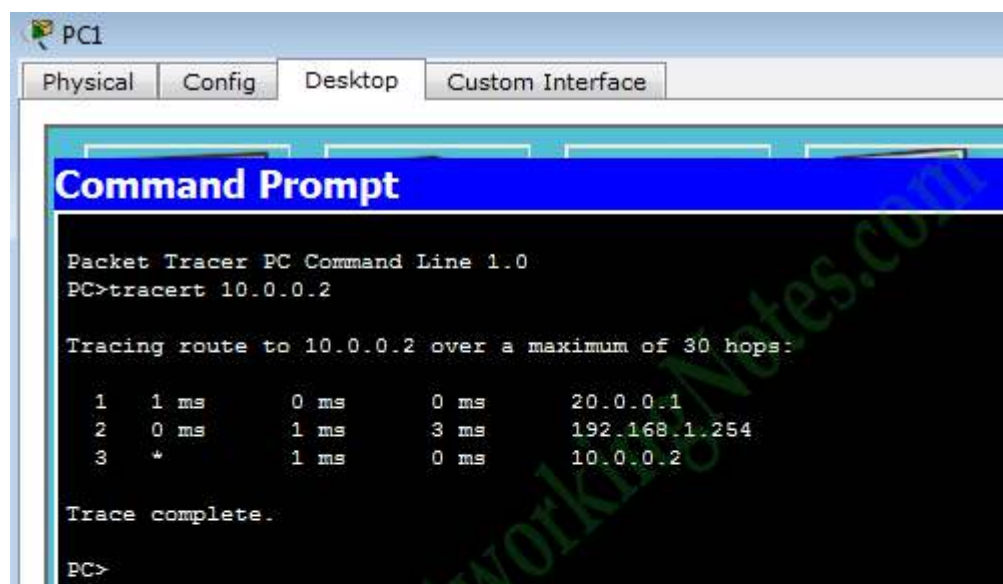 PC1
Physical Config Desktop Custom Interface
Command Prompt
Packet Tracer PC Command Line 1.0
PC>tracert 10.0.0.2
Tracing route to 10.0.0.2 over a maximum of 30 hops:
1 1 ms 0 ms 0 ms 20.0.0.1
2 0 ms 1 ms 3 ms 192.168.1.254
3 * 1 ms 0 ms 10.0.0.2
Trace complete.
PC>
workingNotes.com